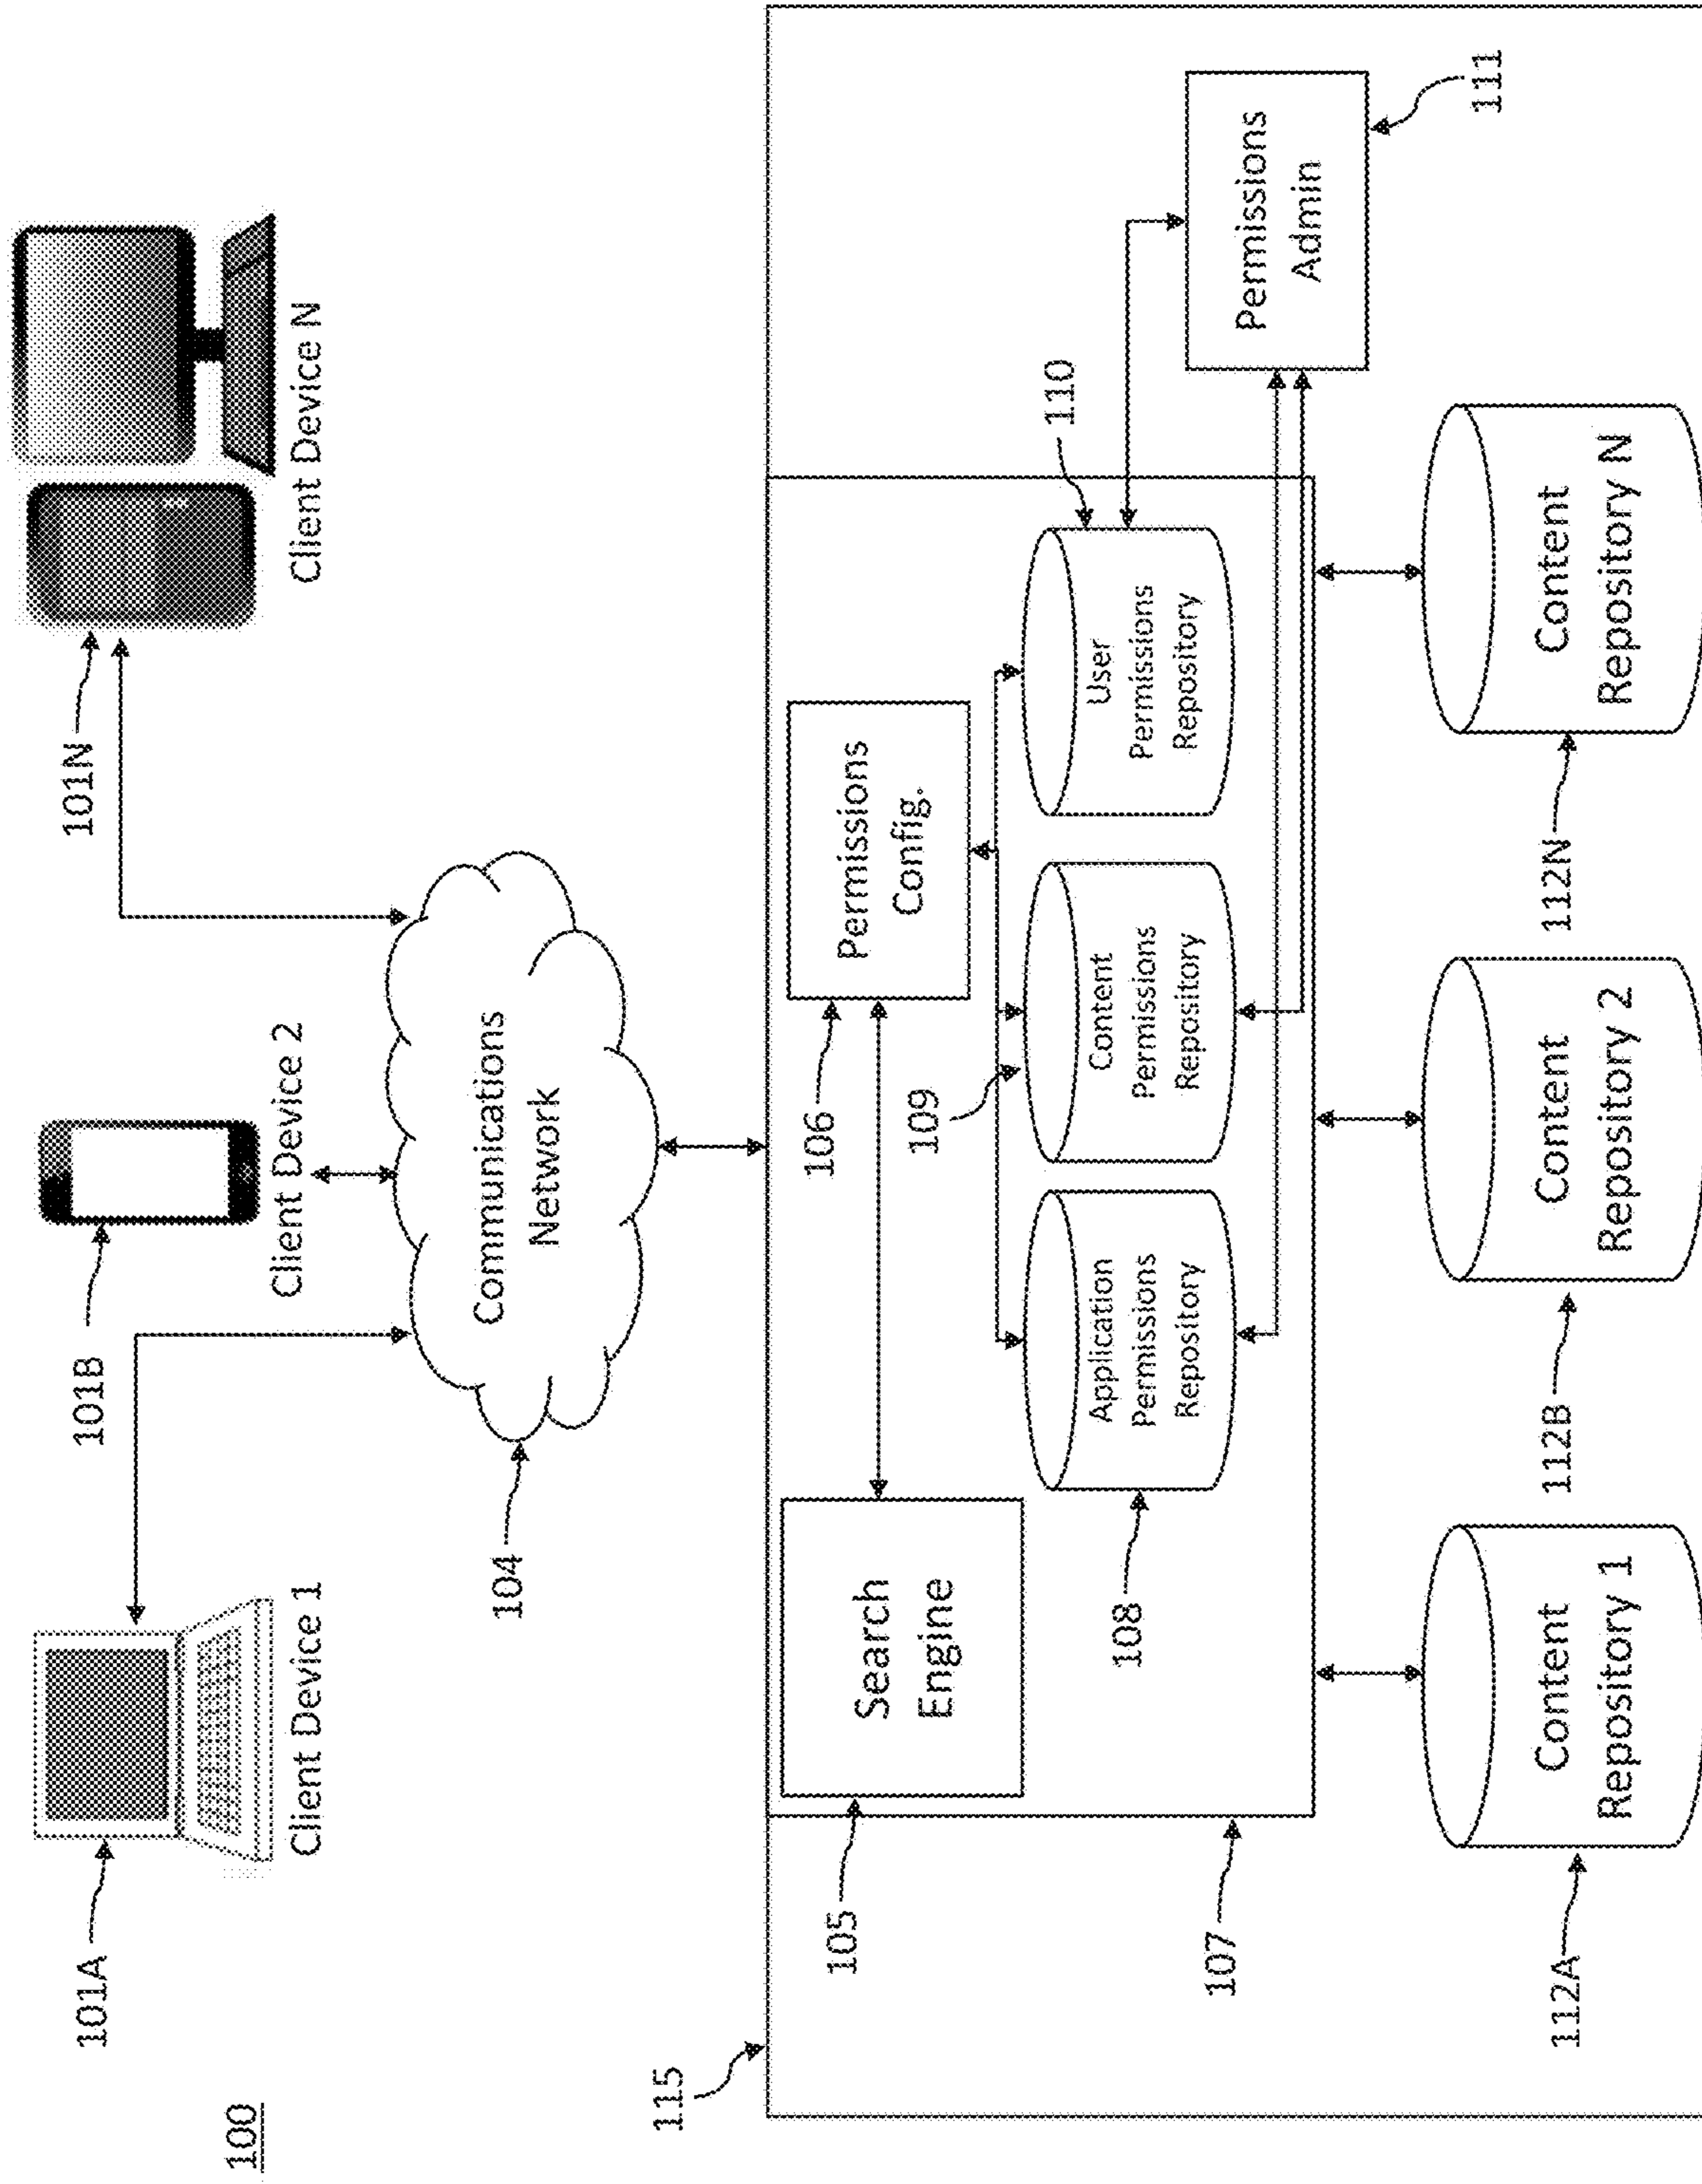 100
101A
Client Device 1
101B
Client Device 2
101N
Client Device N
104
Communications
Network
115
105
Search
Engine
106
Permissions
Config.
107
108
Application
Permissions
Repository
109
Content
Permissions
Repository
110
User
Permissions
Repository
Permissions
Admin
111
112A
Content
Repository 1
112B
Content
Repository 2
112N
Content
Repository N